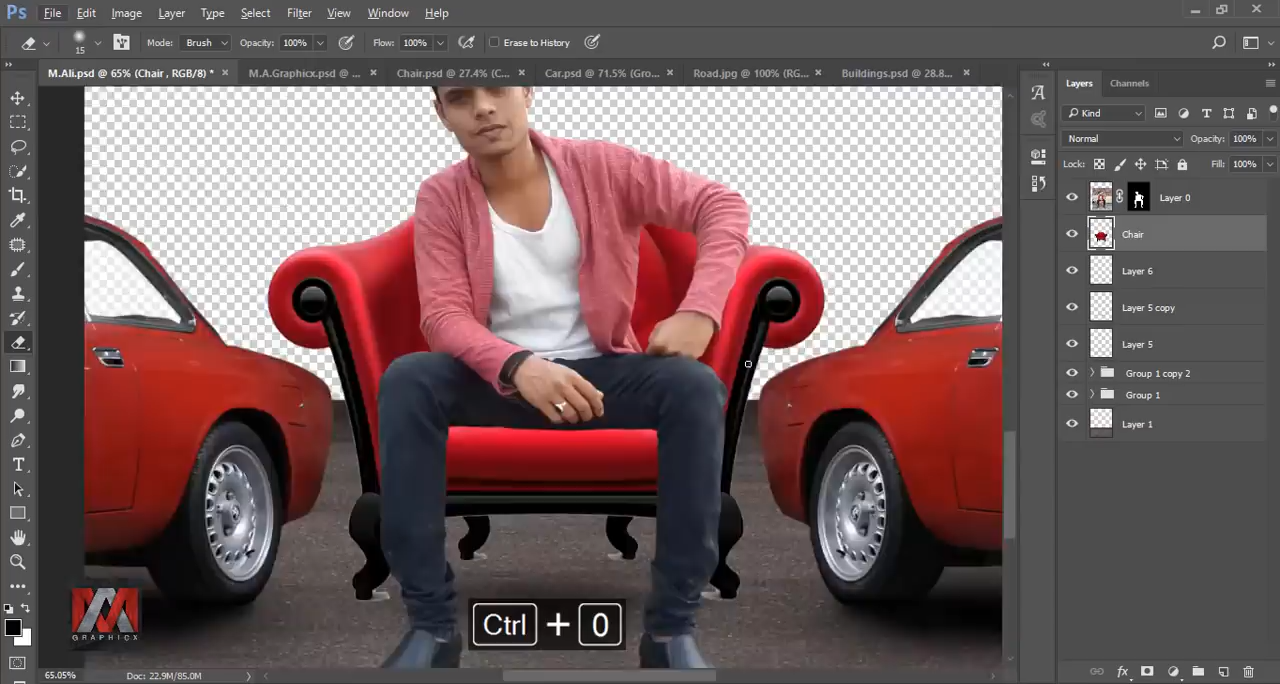 Ps File Edit Image Layer Type Select Filter View Window Help
15 Mode: Brush Opacity: 100% Flow: 100% Erase to History
M.Ali.psd @ 65% (Chair , RGB/8) * × M.A.Graphicx.psd @ ... × Chair.psd @ 27.4% (C... × Car.psd @ 71.5% (Gro... × Road.jpg @ 100% (RG... × Buildings.psd @ 28.8... ×
Layers Channels
Kind
Normal Opacity: 100%
Lock: Fill: 100%
Layer 0
Chair
Layer 6
Layer 5 copy
Layer 5
Group 1 copy 2
Group 1
Layer 1
MA
GRAPHICX
Ctrl + 0
65.05% Doc: 22.9M/85.0M